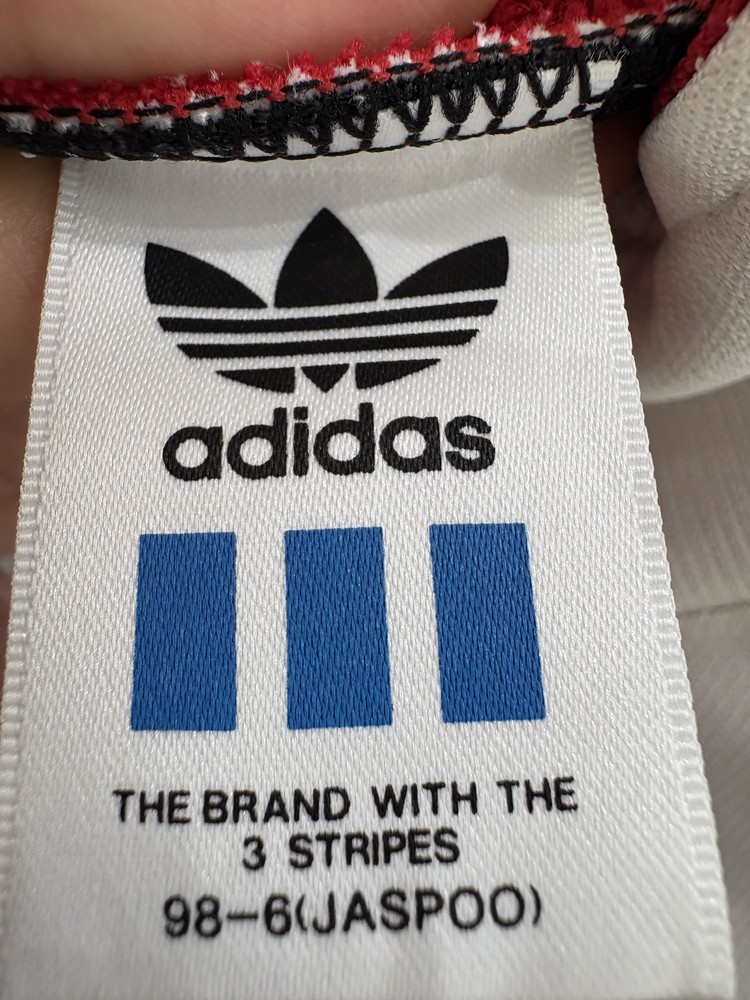 adidas
THE BRAND WITH THE
3 STRIPES
98-6(JASPOO)